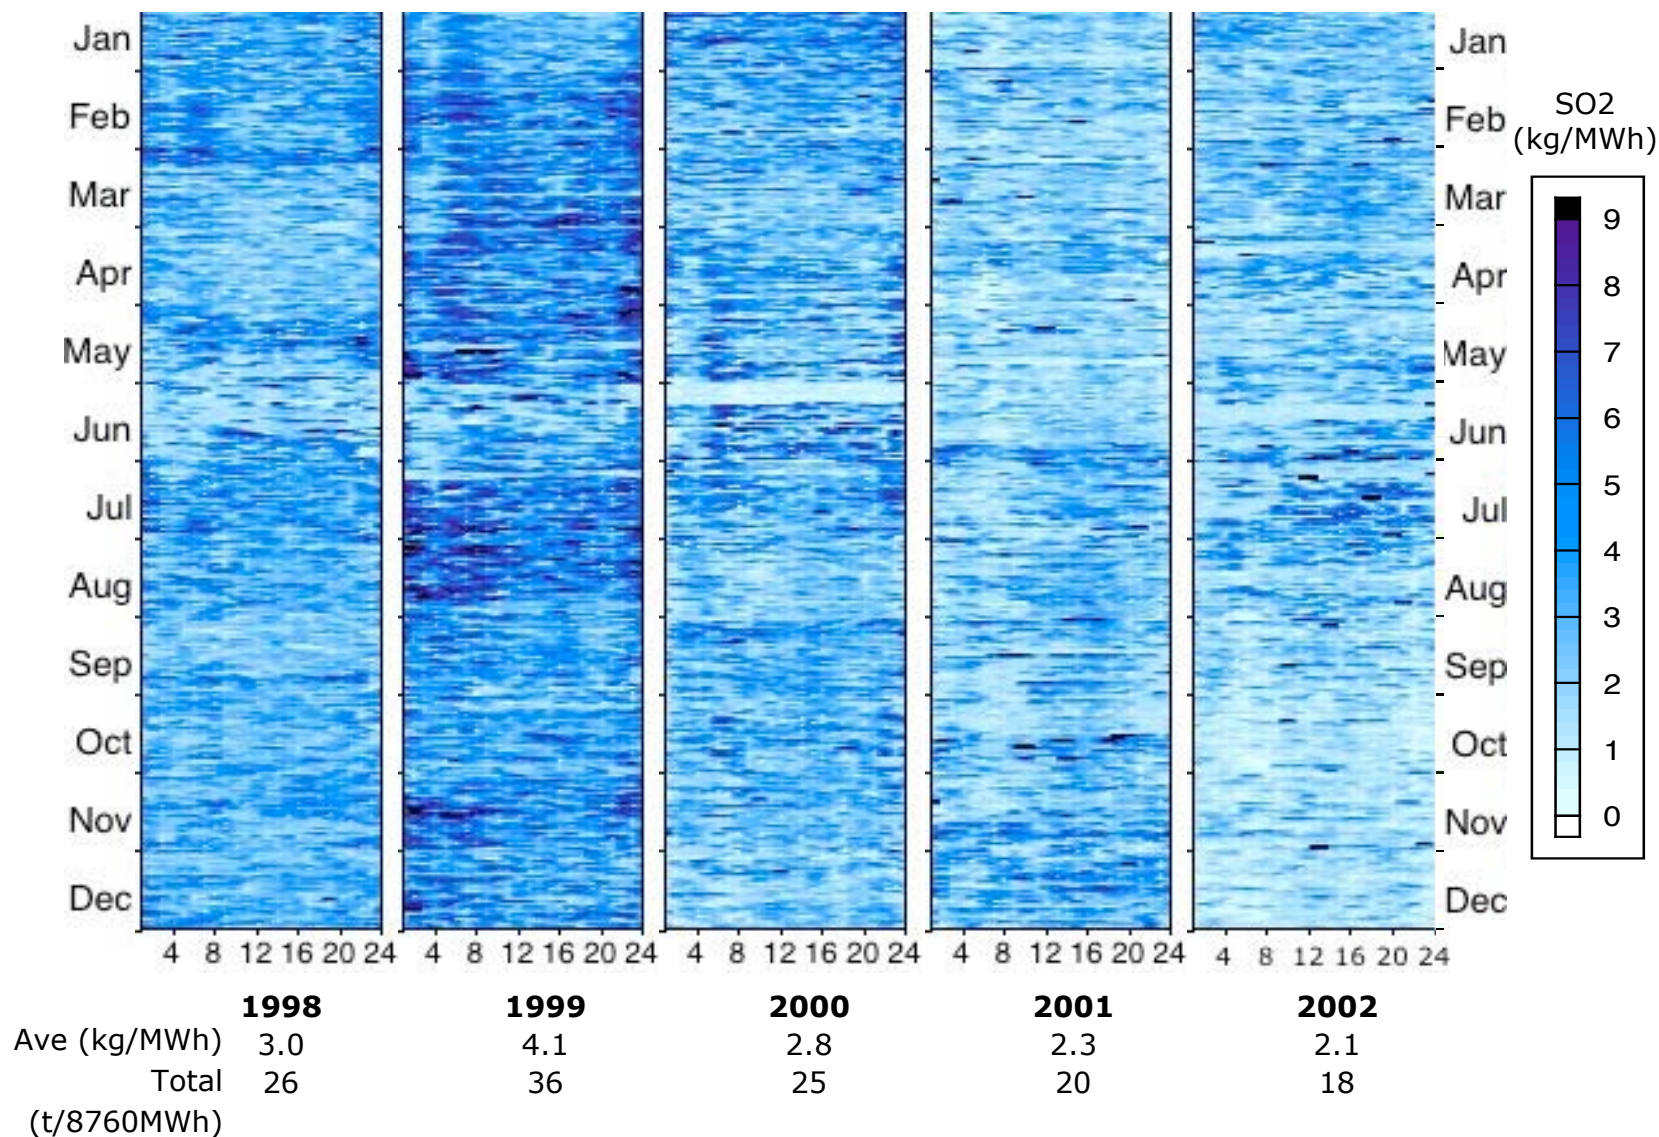 Jan
Feb
Mar
Apr
May
Jun
Jul
Aug
Sep
Oct
Nov
Dec
4 8 12 16 20 24
4 8 12 16 20 24
4 8 12 16 20 24
4 8 12 16 20 24
4 8 12 16 20 24
Jan
Feb
Mar
Apr
May
Jun
Jul
Aug
Sep
Oct
Nov
Dec
SO2
(kg/MWh)
9
8
7
6
5
4
3
2
1
0
1998 1999 2000 2001 2002
Ave (kg/MWh) 3.0 4.1 2.8 2.3 2.1
Total 26 36 25 20 18
(t/8760MWh)